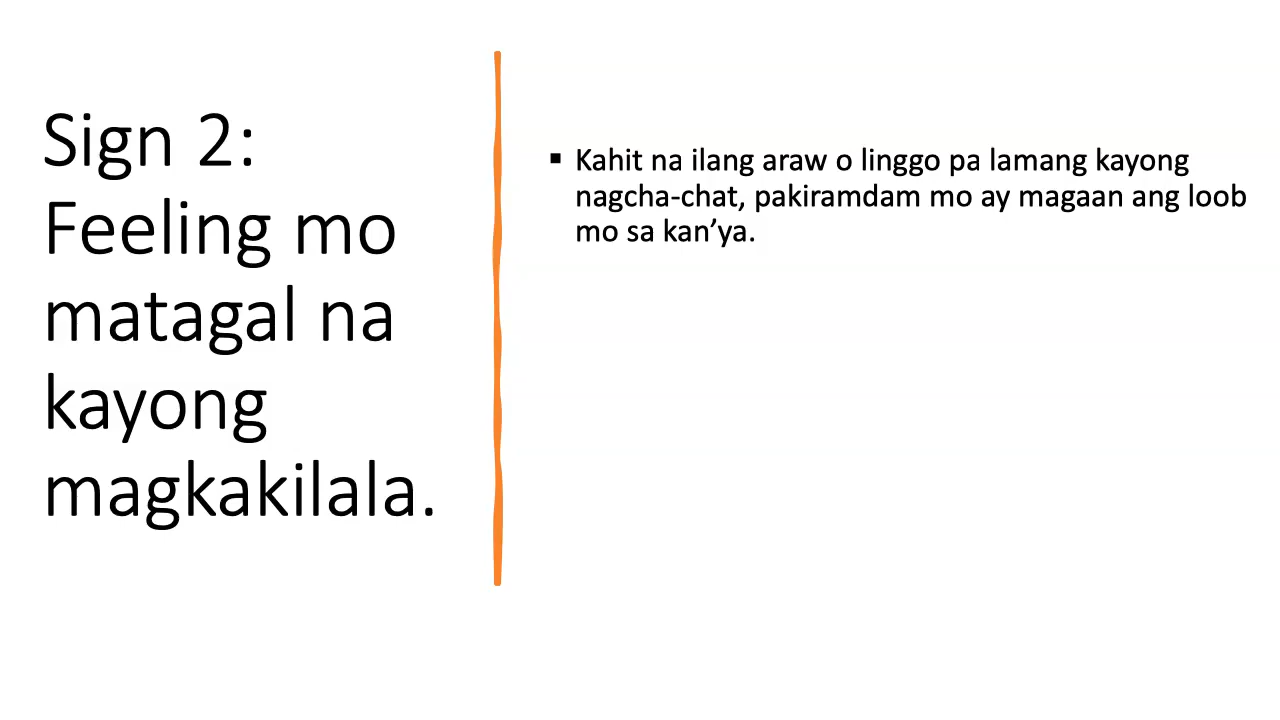 Sign 2:
Feeling mo
matagal na
kayong
magkakilala.
▪ Kahit na ilang araw o linggo pa lamang kayong
nagcha-chat, pakiramdam mo ay magaan ang loob
mo sa kan’ya.